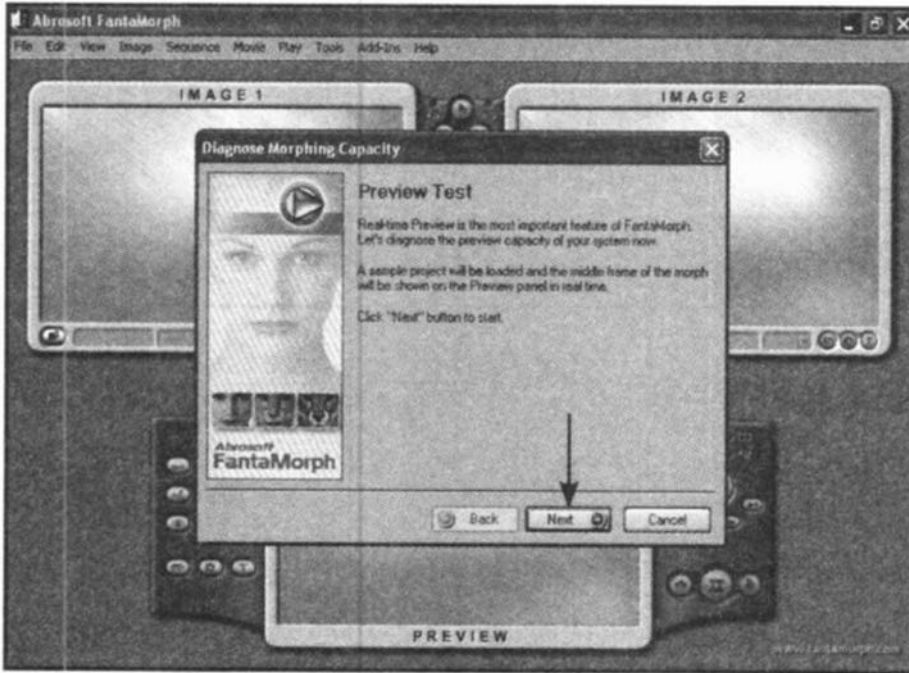 Abrosoft FantaMorph
File Edit View Image Sequence Movie Play Tools Add-Ins Help
IMAGE 1
IMAGE 2
Diagnose Morphing Capacity
Preview Test
Real-time Preview is the most important feature of FantaMorph.
Let's diagnose the preview capacity of your system now.
A sample project will be loaded and the middle frame of the morph
will be shown on the Preview panel in real time.
Click "Next" button to start.
Abrosoft
FantaMorph
Back Next Cancel
PREVIEW
www.fantamorph.com